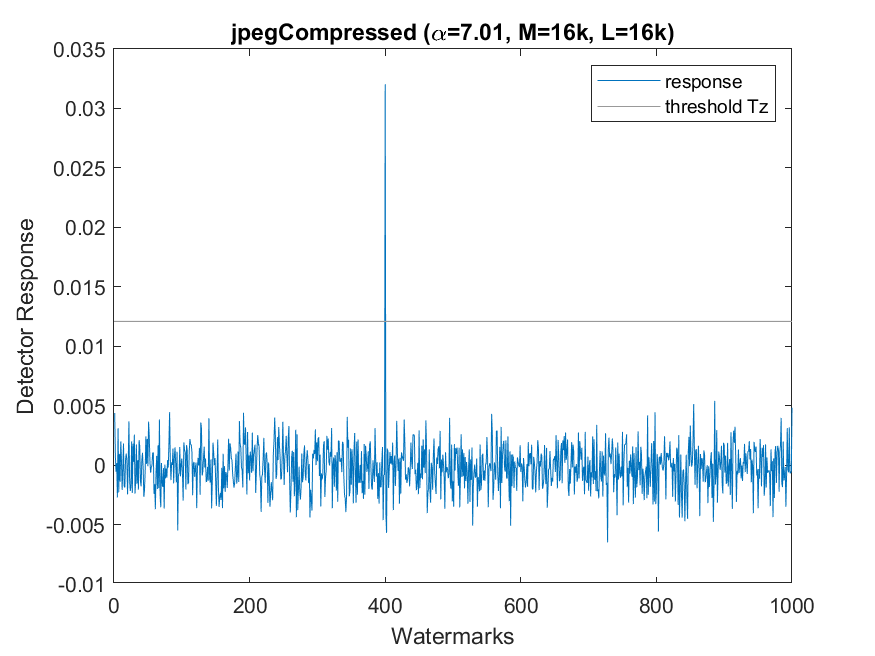 jpegCompressed (α=7.01, M=16k, L=16k)
0.035
0.03
0.025
0.02
0.015
0.01
0.005
0
-0.005
-0.01
Detector Response
response
threshold Tz
0 200 400 600 800 1000
Watermarks